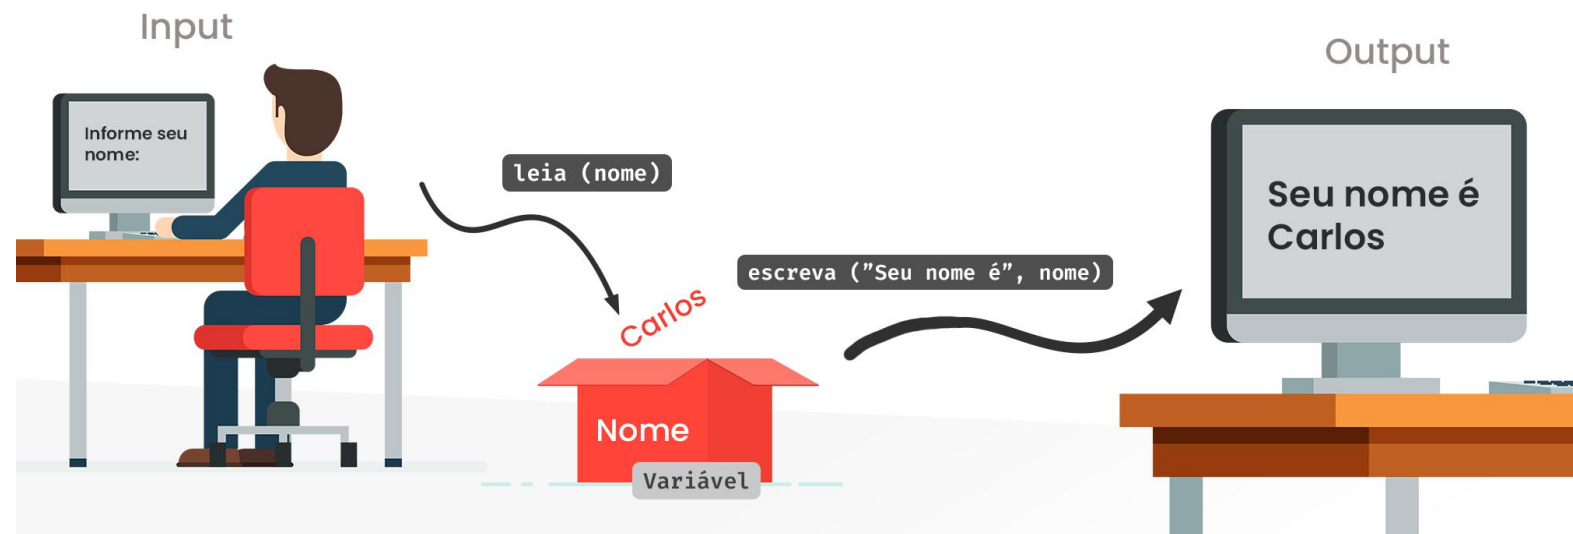 Input
Output
Informe seu
nome:
leia (nome)
Seu nome é
Carlos
escreva (”Seu nome é”, nome)
Carlos
Nome
Variável